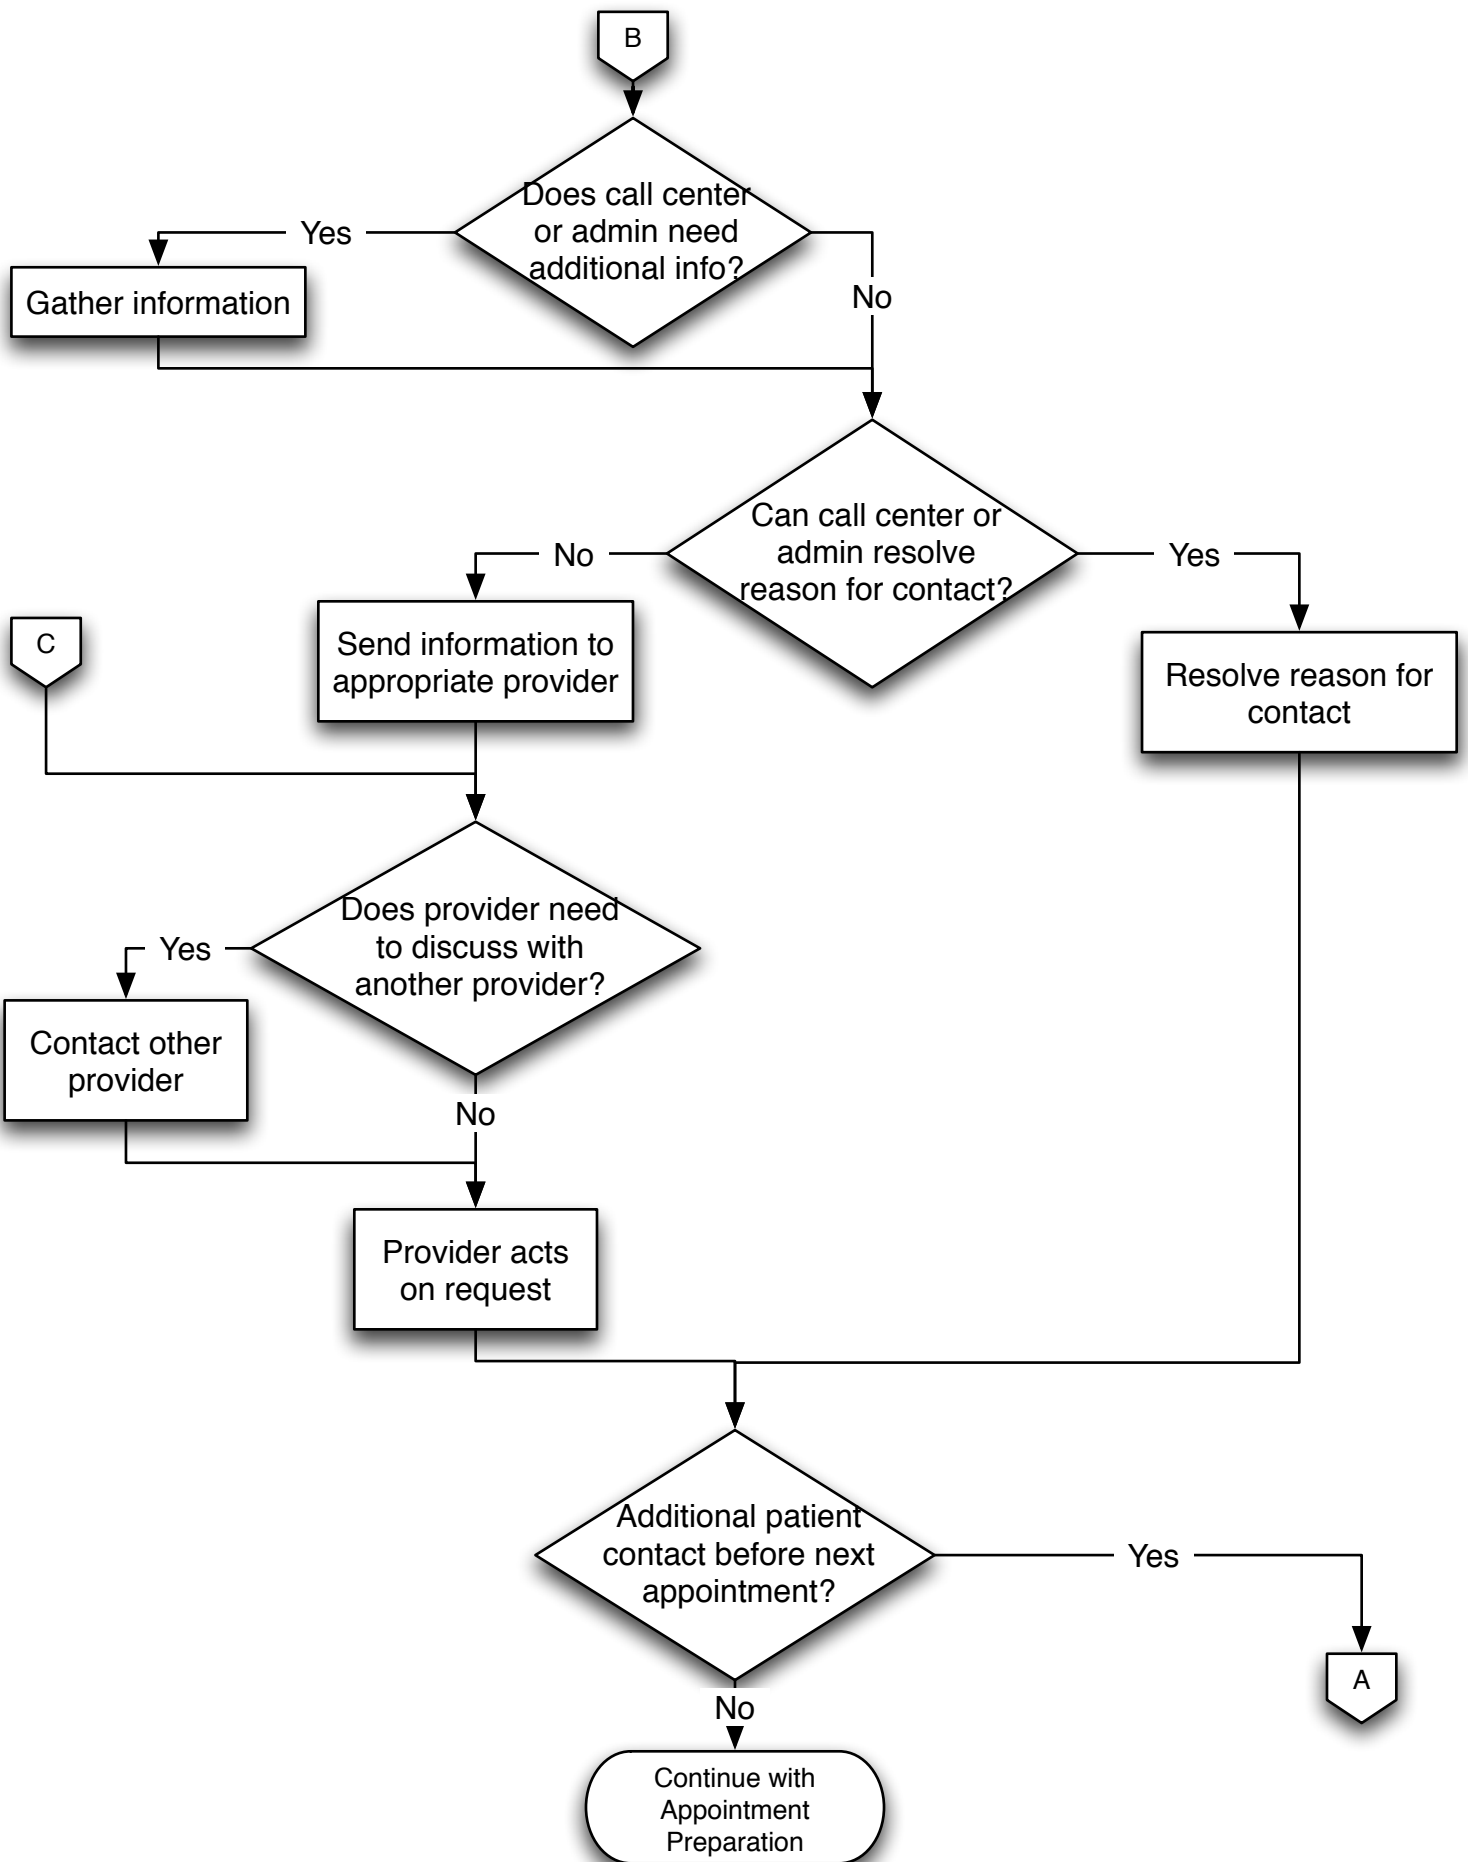 B
Does call center
or admin need
additional info?
Yes
No
Gather information
Can call center or
admin resolve
reason for contact?
No
Yes
Send information to
appropriate provider
C
Resolve reason for
contact
Does provider need
to discuss with
another provider?
Yes
Contact other
provider
No
Provider acts
on request
Additional patient
contact before next
appointment?
Yes
A
No
Continue with
Appointment
Preparation